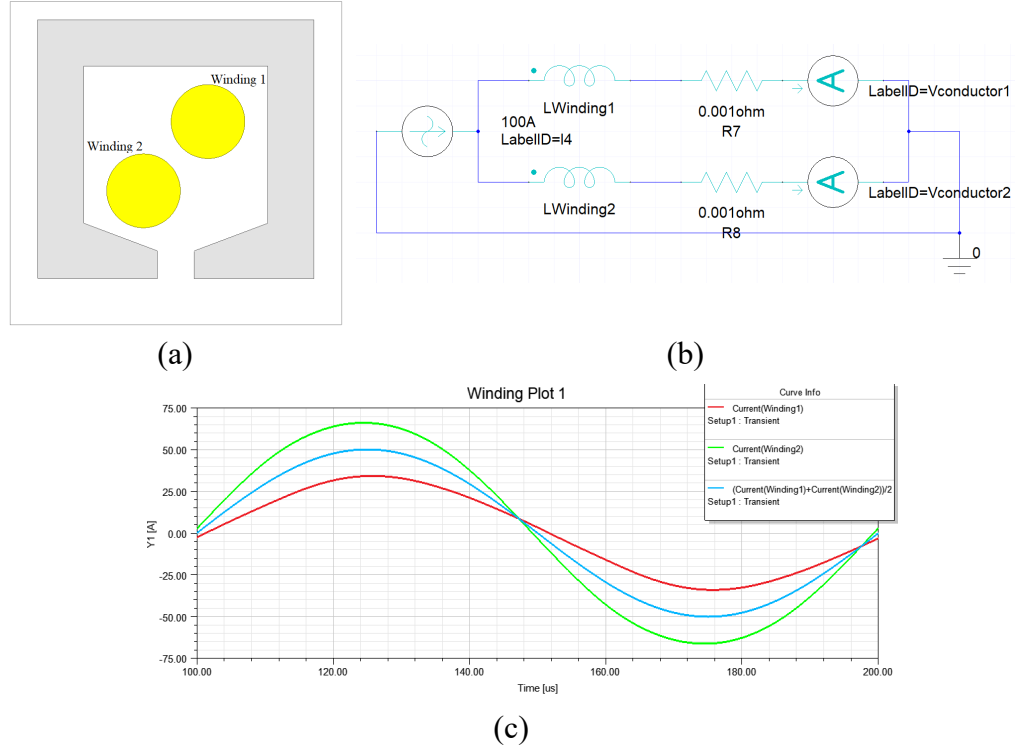 Winding 1
Winding 2
(a)
100A
LabelID=I4
LWinding1
0.001ohm
R7
LabelID=Vconductor1
LWinding2
0.001ohm
R8
LabelID=Vconductor2
0
(b)
Winding Plot 1
Curve Info
Current(Winding1)
Setup1 : Transient
Current(Winding2)
Setup1 : Transient
(Current(Winding1)+Current(Winding2))/2
Setup1 : Transient
Y1 [A]
75.00
50.00
25.00
0.00
-25.00
-50.00
-75.00
100.00 120.00 140.00 160.00 180.00 200.00
Time [us]
(c)